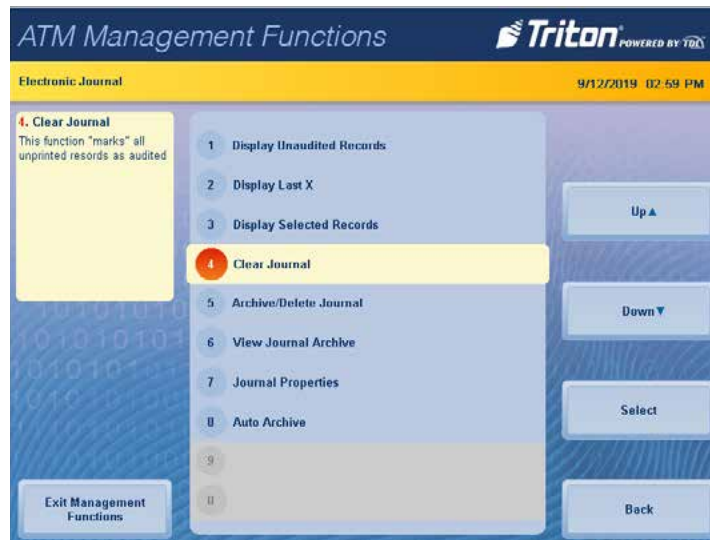 ATM Management Functions
Triton POWERED BY TDL
Electronic Journal
9/12/2019 02:59 PM
4. Clear Journal
This function "marks" all
unprinted resords as audited
1 Display Unaudited Records
2 Display Last X
3 Display Selected Records
4 Clear Journal
5 Archive/Delete Journal
6 View Journal Archive
7 Journal Properties
8 Auto Archive
9
0
Up▲
Down▼
Select
Back
Exit Management
Functions